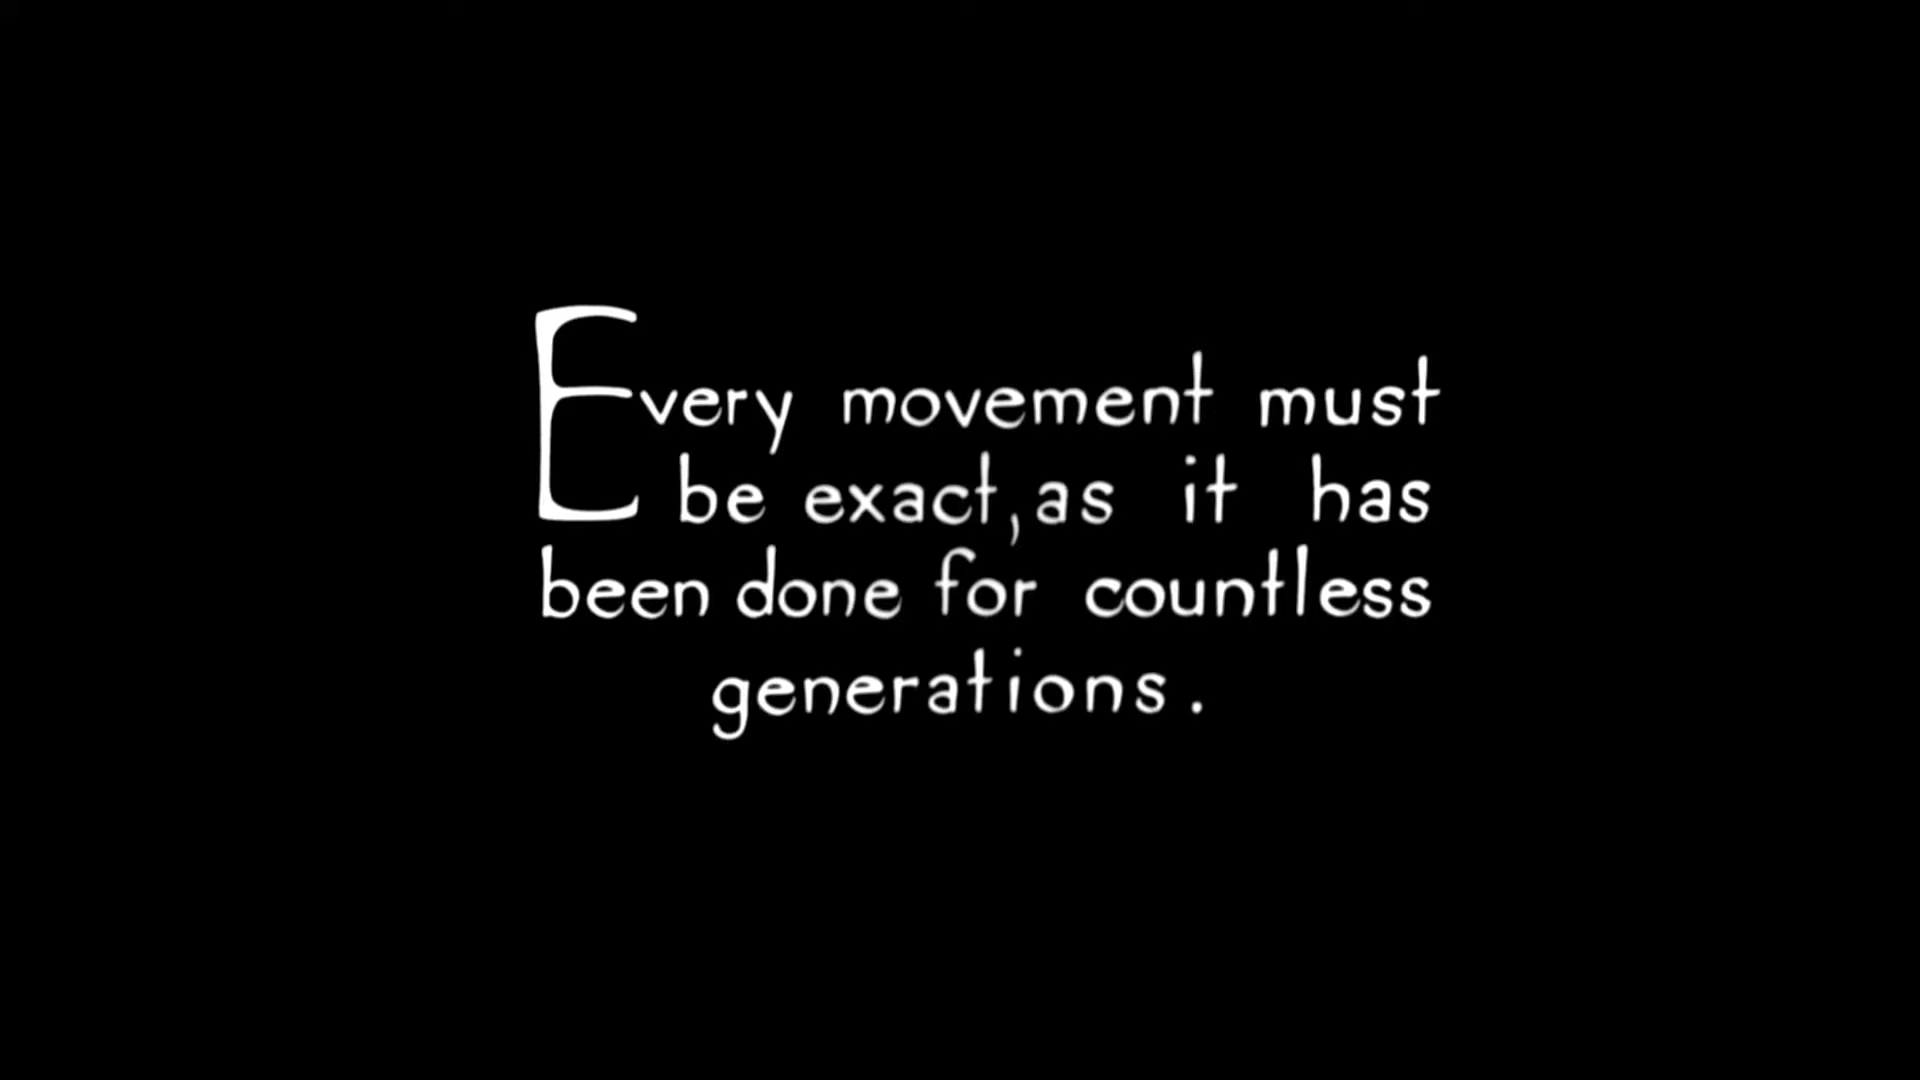 Every movement must
be exact, as it has
been done for countless
generations.